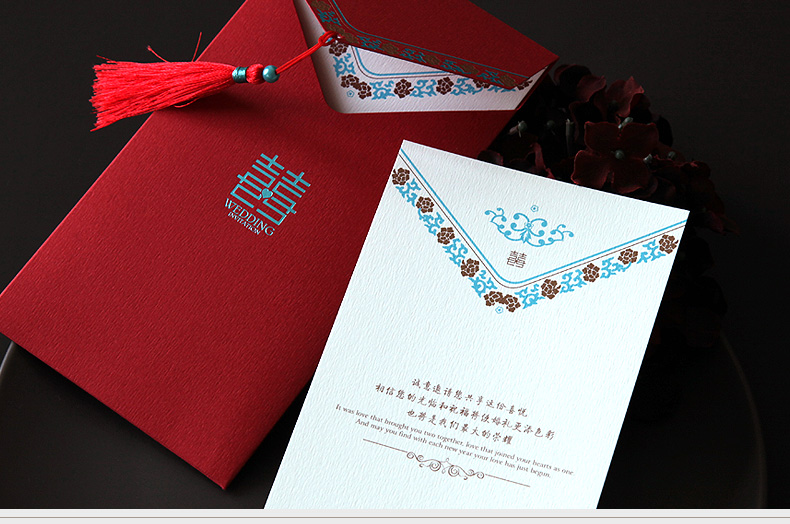 囍
WEDDING
INVITATION
囍
诚意邀请您共享这份喜悦,
相信您的光临和祝福将使婚礼更添色彩
也将是我们最大的荣耀
It was love that brought you two together, love that joined your hearts as one
And may you find with each new year your love has just begun.